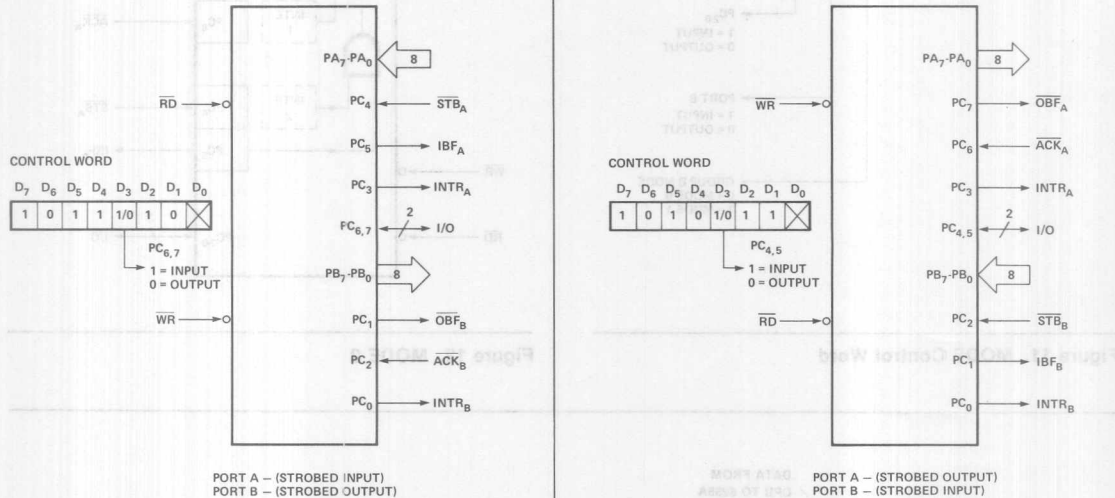 PA7-PA0 8
RD
PC4 STBA
PC5 IBFA
CONTROL WORD
D7 D6 D5 D4 D3 D2 D1 D0
1 0 1 1 1/0 1 0
PC3 INTRA
PC6,7 2 I/O
PC6,7
1 = INPUT
0 = OUTPUT
PB7-PB0 8
WR
PC1 OBFB
PC2 ACKB
PC0 INTRB
PORT A – (STROBED INPUT)
PORT B – (STROBED OUTPUT)
PA7-PA0 8
WR
PC7 OBFA
PC6 ACKA
CONTROL WORD
D7 D6 D5 D4 D3 D2 D1 D0
1 0 1 0 1/0 1 1
PC3 INTRA
PC4,5 2 I/O
PC4,5
1 = INPUT
0 = OUTPUT
PB7-PB0 8
RD
PC2 STBB
PC1 IBFB
PC0 INTRB
PORT A – (STROBED OUTPUT)
PORT B – (STROBED INPUT)
Figure 11. MODE Control Word